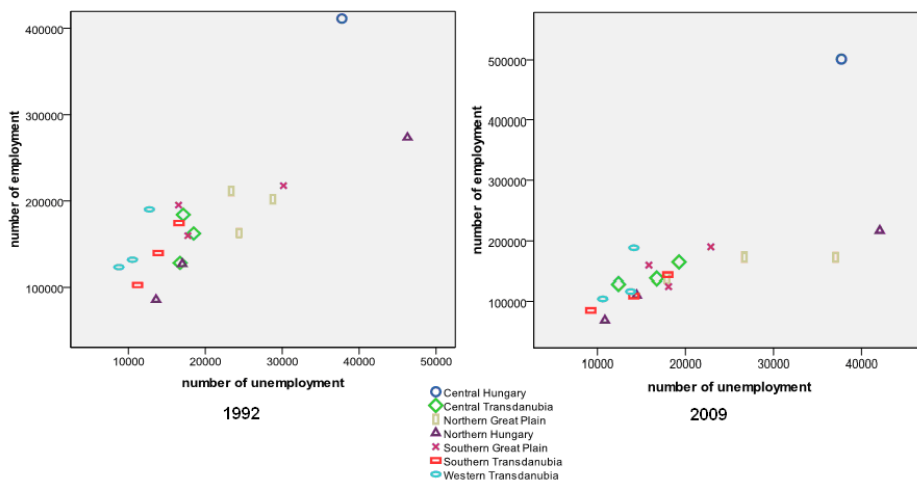 400000
300000
200000
100000
number of employment
10000
20000
30000
40000
50000
number of unemployment
1992
500000
400000
300000
200000
100000
number of employment
10000
20000
30000
40000
number of unemployment
2009
Central Hungary
Central Transdanubia
Northern Great Plain
Northern Hungary
Southern Great Plain
Southern Transdanubia
Western Transdanubia